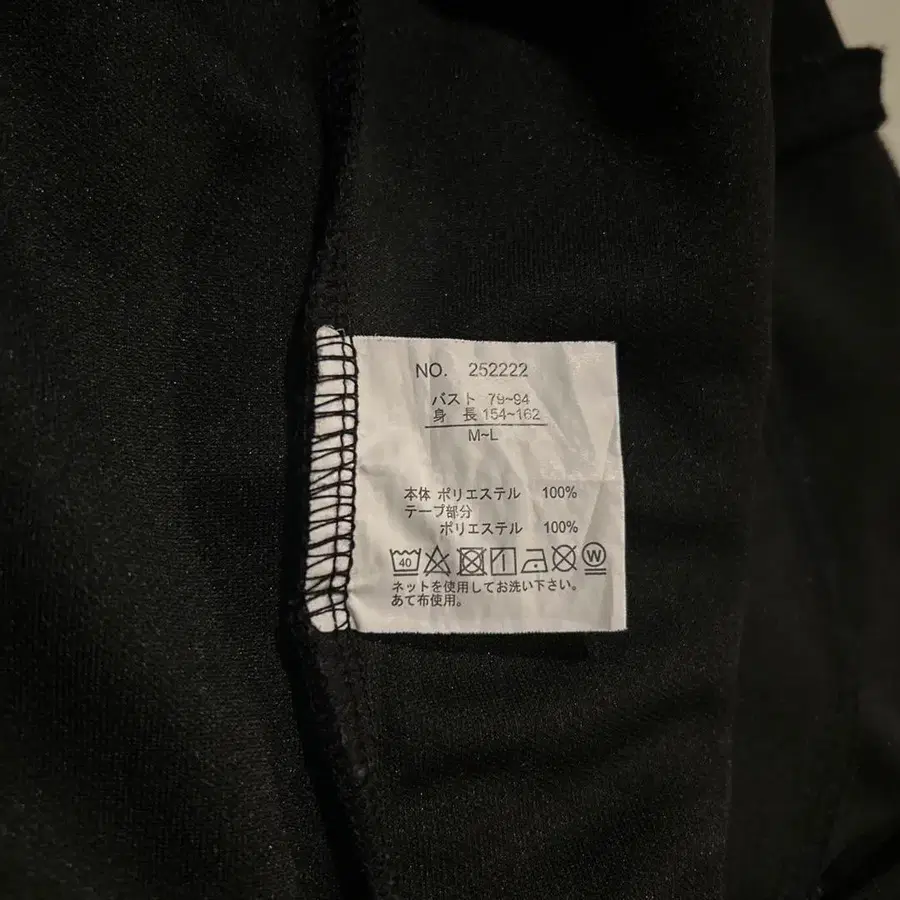 NO. 252222
バスト 79~94
身 長 154~162
M~L
本体 ポリエステル 100%
テープ部分
ポリエステル 100%
40 W
ネットを使用してお洗い下さい。
あて布使用。